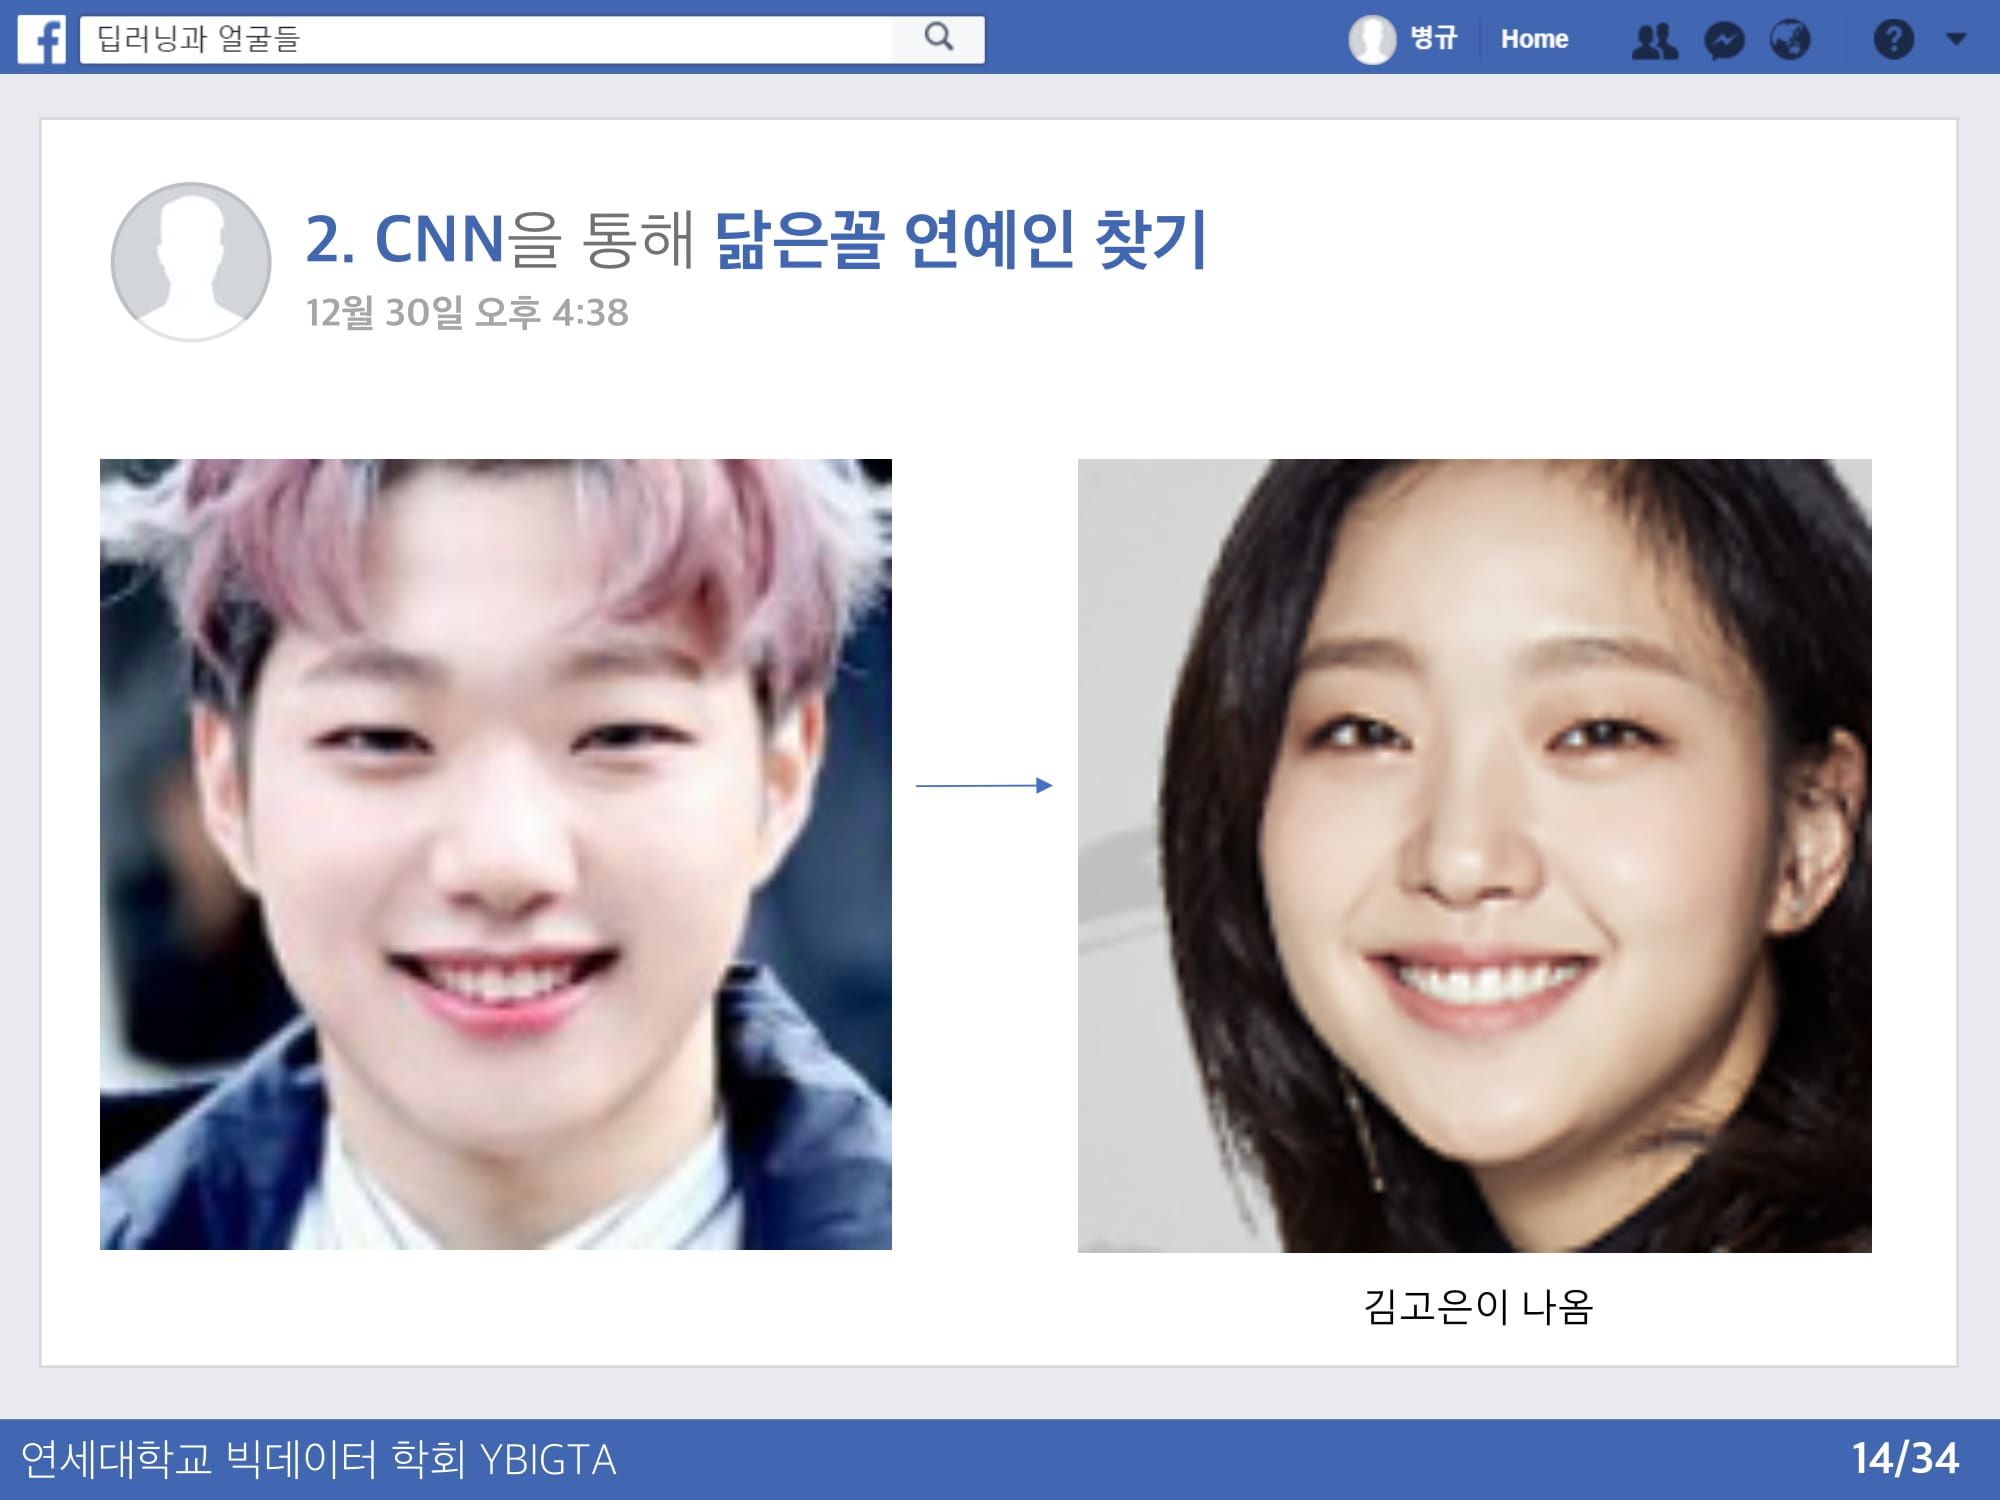 딥러닝과 얼굴들
병규
Home
2. CNN을 통해 닮은꼴 연예인 찾기
12월 30일 오후 4:38
김고은이 나옴
연세대학교 빅데이터 학회 YBIGTA
14/34